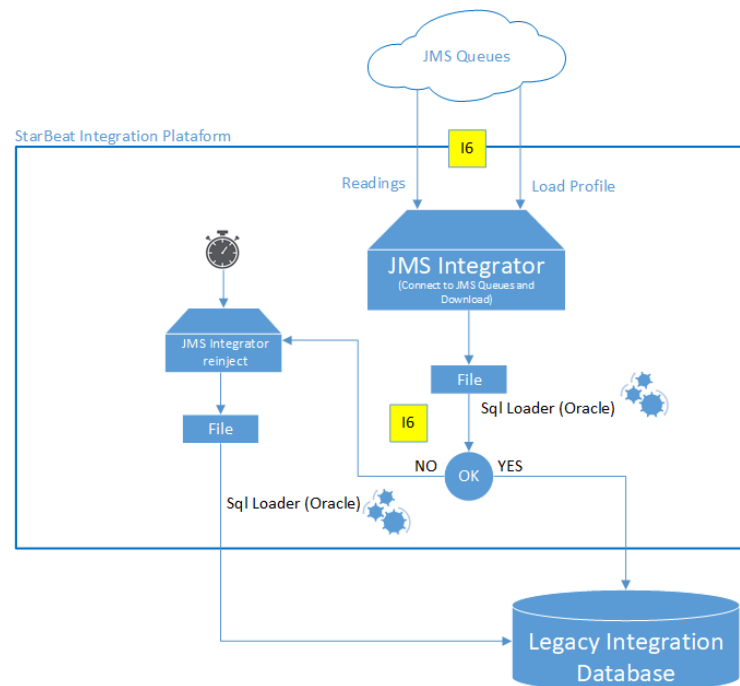 JMS Queues
StarBeat Integration Plataform
I6
Readings
Load Profile
JMS Integrator
(Connect to JMS Queues and
Download)
JMS Integrator
reinject
File
Sql Loader (Oracle)
I6
File
NO
OK
YES
Sql Loader (Oracle)
Legacy Integration
Database